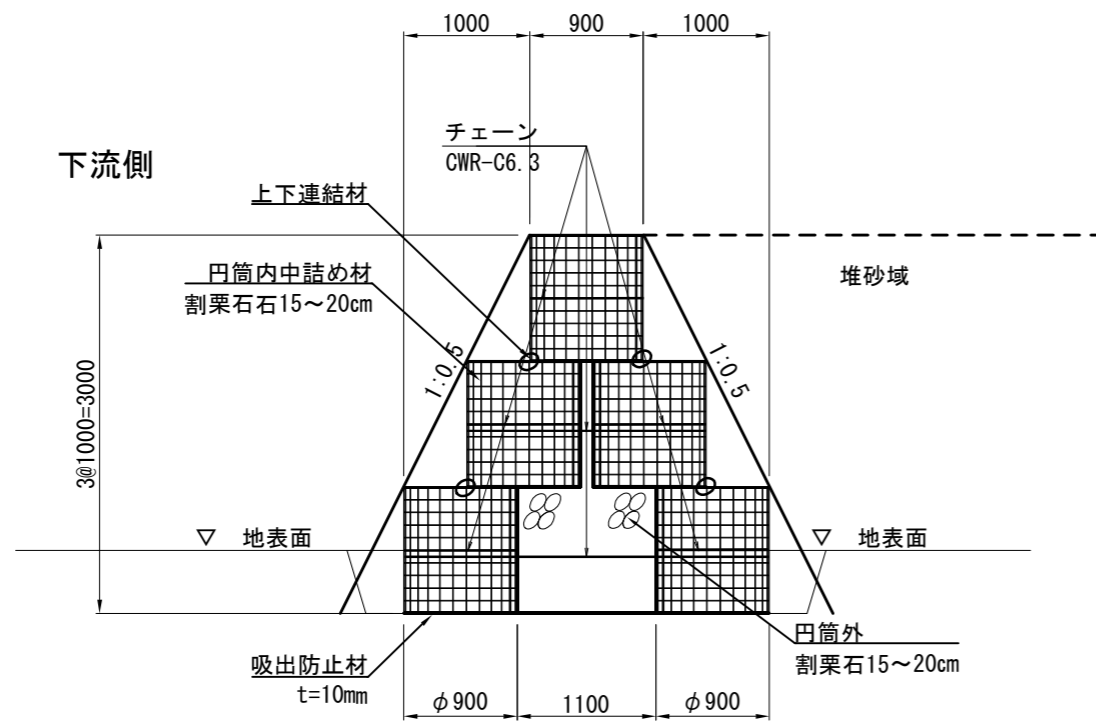 1000
900
1000
チェーン
CWR-C6.3
下流側
上下連結材
円筒内中詰め材
割栗石石15～20cm
堆砂域
1:0.5
1:0.5
3@1000=3000
▽ 地表面
▽ 地表面
円筒外
割栗石15～20cm
吸出防止材
t=10mm
φ900
1100
φ900